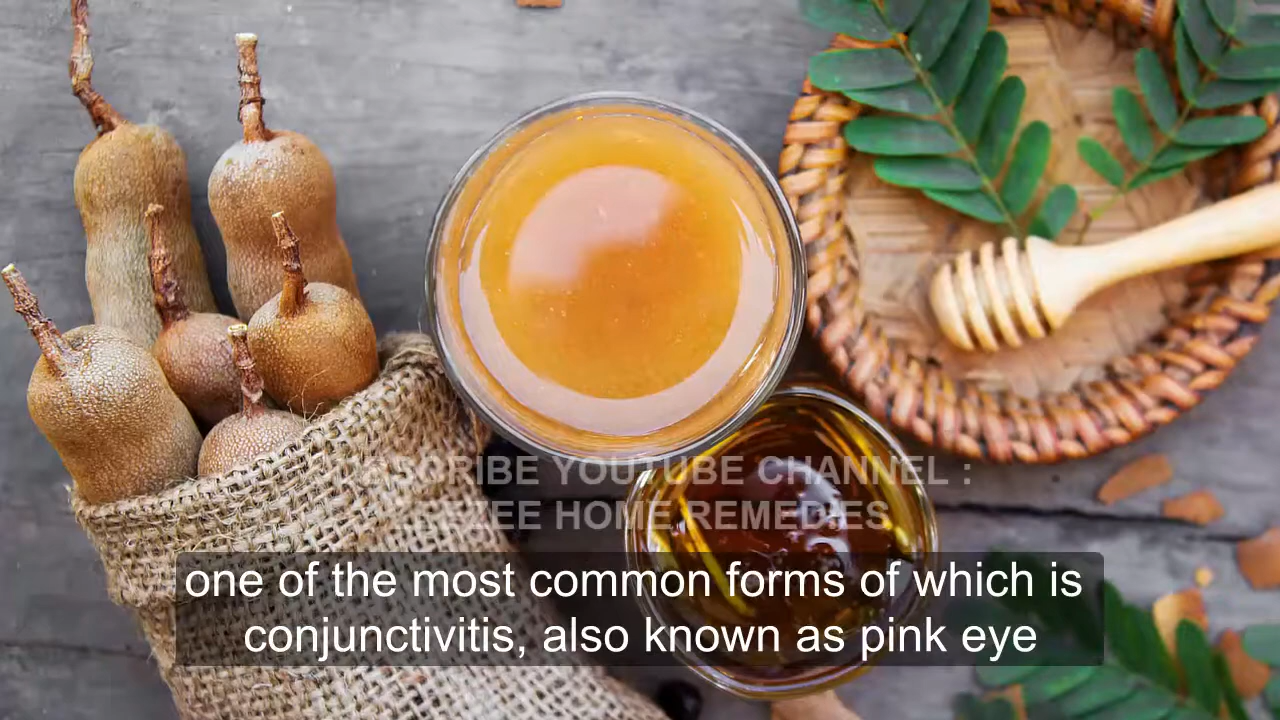 YOUTUBE CHANNEL :
HOME REMEDIES
one of the most common forms of which is
conjunctivitis, also known as pink eye